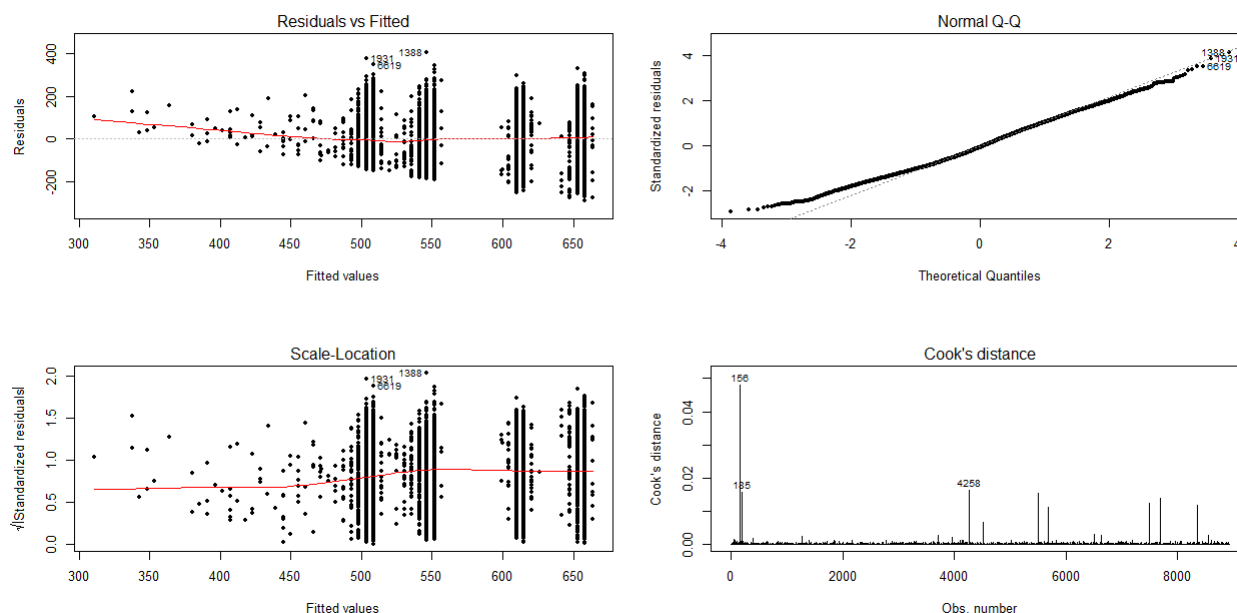 Residuals vs Fitted
Residuals
400
200
0
-200
1931
1388
6619
300 350 400 450 500 550 600 650
Fitted values
Normal Q-Q
Standardized residuals
4
2
0
-2
1388
1931
6619
-4 -2 0 2 4
Theoretical Quantiles
Scale-Location
√|Standardized residuals|
2.0
1.5
1.0
0.5
0.0
1931
1388
6619
300 350 400 450 500 550 600 650
Fitted values
Cook's distance
Cook's distance
0.04
0.02
0.00
156
185
4258
0 2000 4000 6000 8000
Obs. number